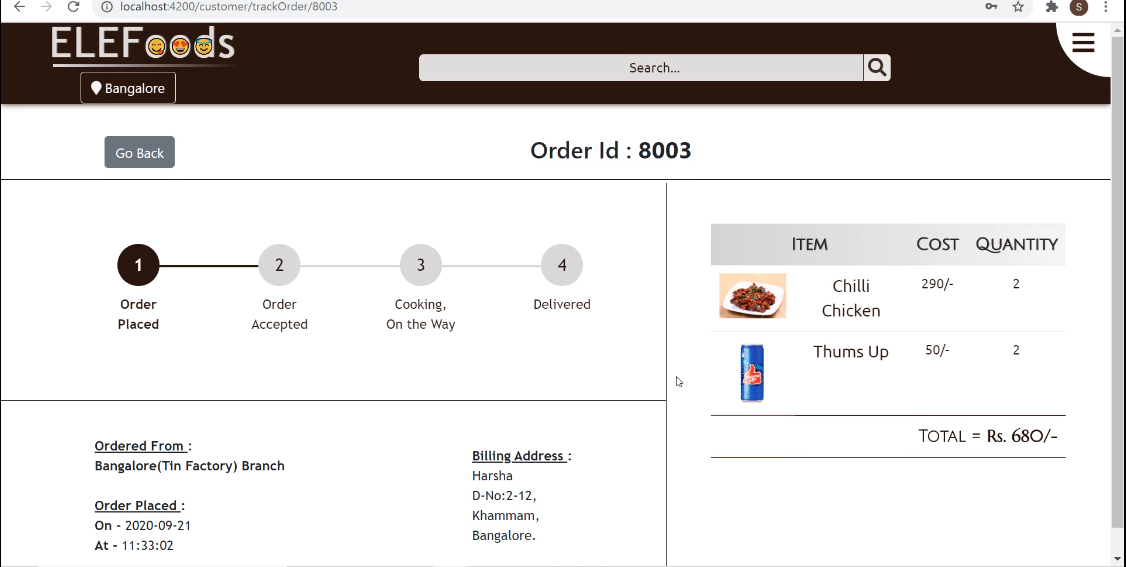 localhost:4200/customer/trackOrder/8003
S
ELEFoods
Bangalore
Search...
Go Back
Order Id : 8003
1
2
3
4
Order
Placed
Order
Accepted
Cooking,
On the Way
Delivered
Item Cost Quantity
Chilli
Chicken
290/- 2
Thums Up 50/- 2
Total = Rs. 680/-
Ordered From :
Bangalore(Tin Factory) Branch
Order Placed :
On - 2020-09-21
At - 11:33:02
Billing Address :
Harsha
D-No:2-12,
Khammam,
Bangalore.